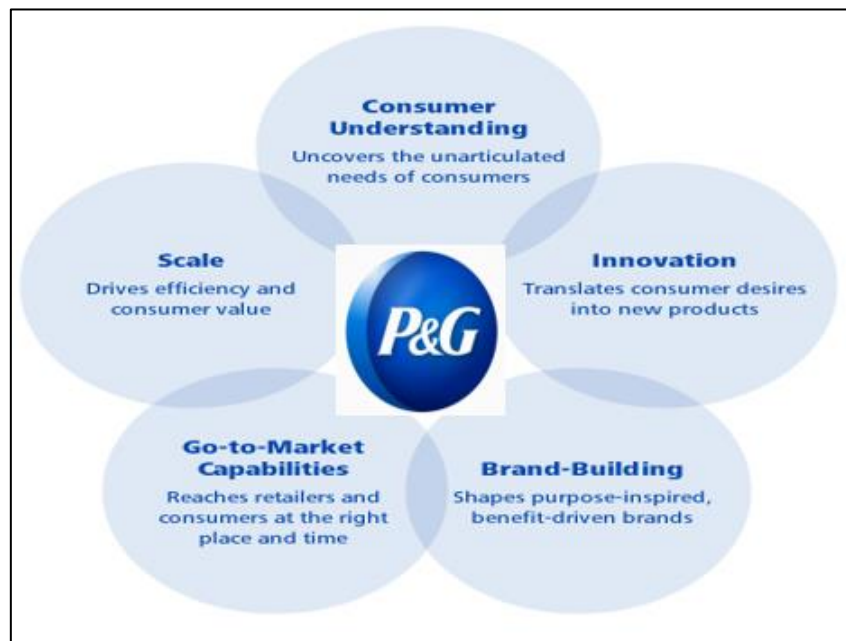 Consumer
Understanding
Uncovers the unarticulated
needs of consumers
Scale
Drives efficiency and
consumer value
P&G
Innovation
Translates consumer desires
into new products
Go-to-Market
Capabilities
Reaches retailers and
consumers at the right
place and time
Brand-Building
Shapes purpose-inspired,
benefit-driven brands